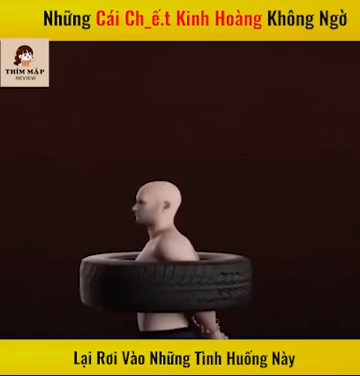 Những Cái Ch_ế.t Kinh Hoàng Không Ngờ
THÍM MẬP
REVIEW
Lại Rơi Vào Những Tình Huống Này